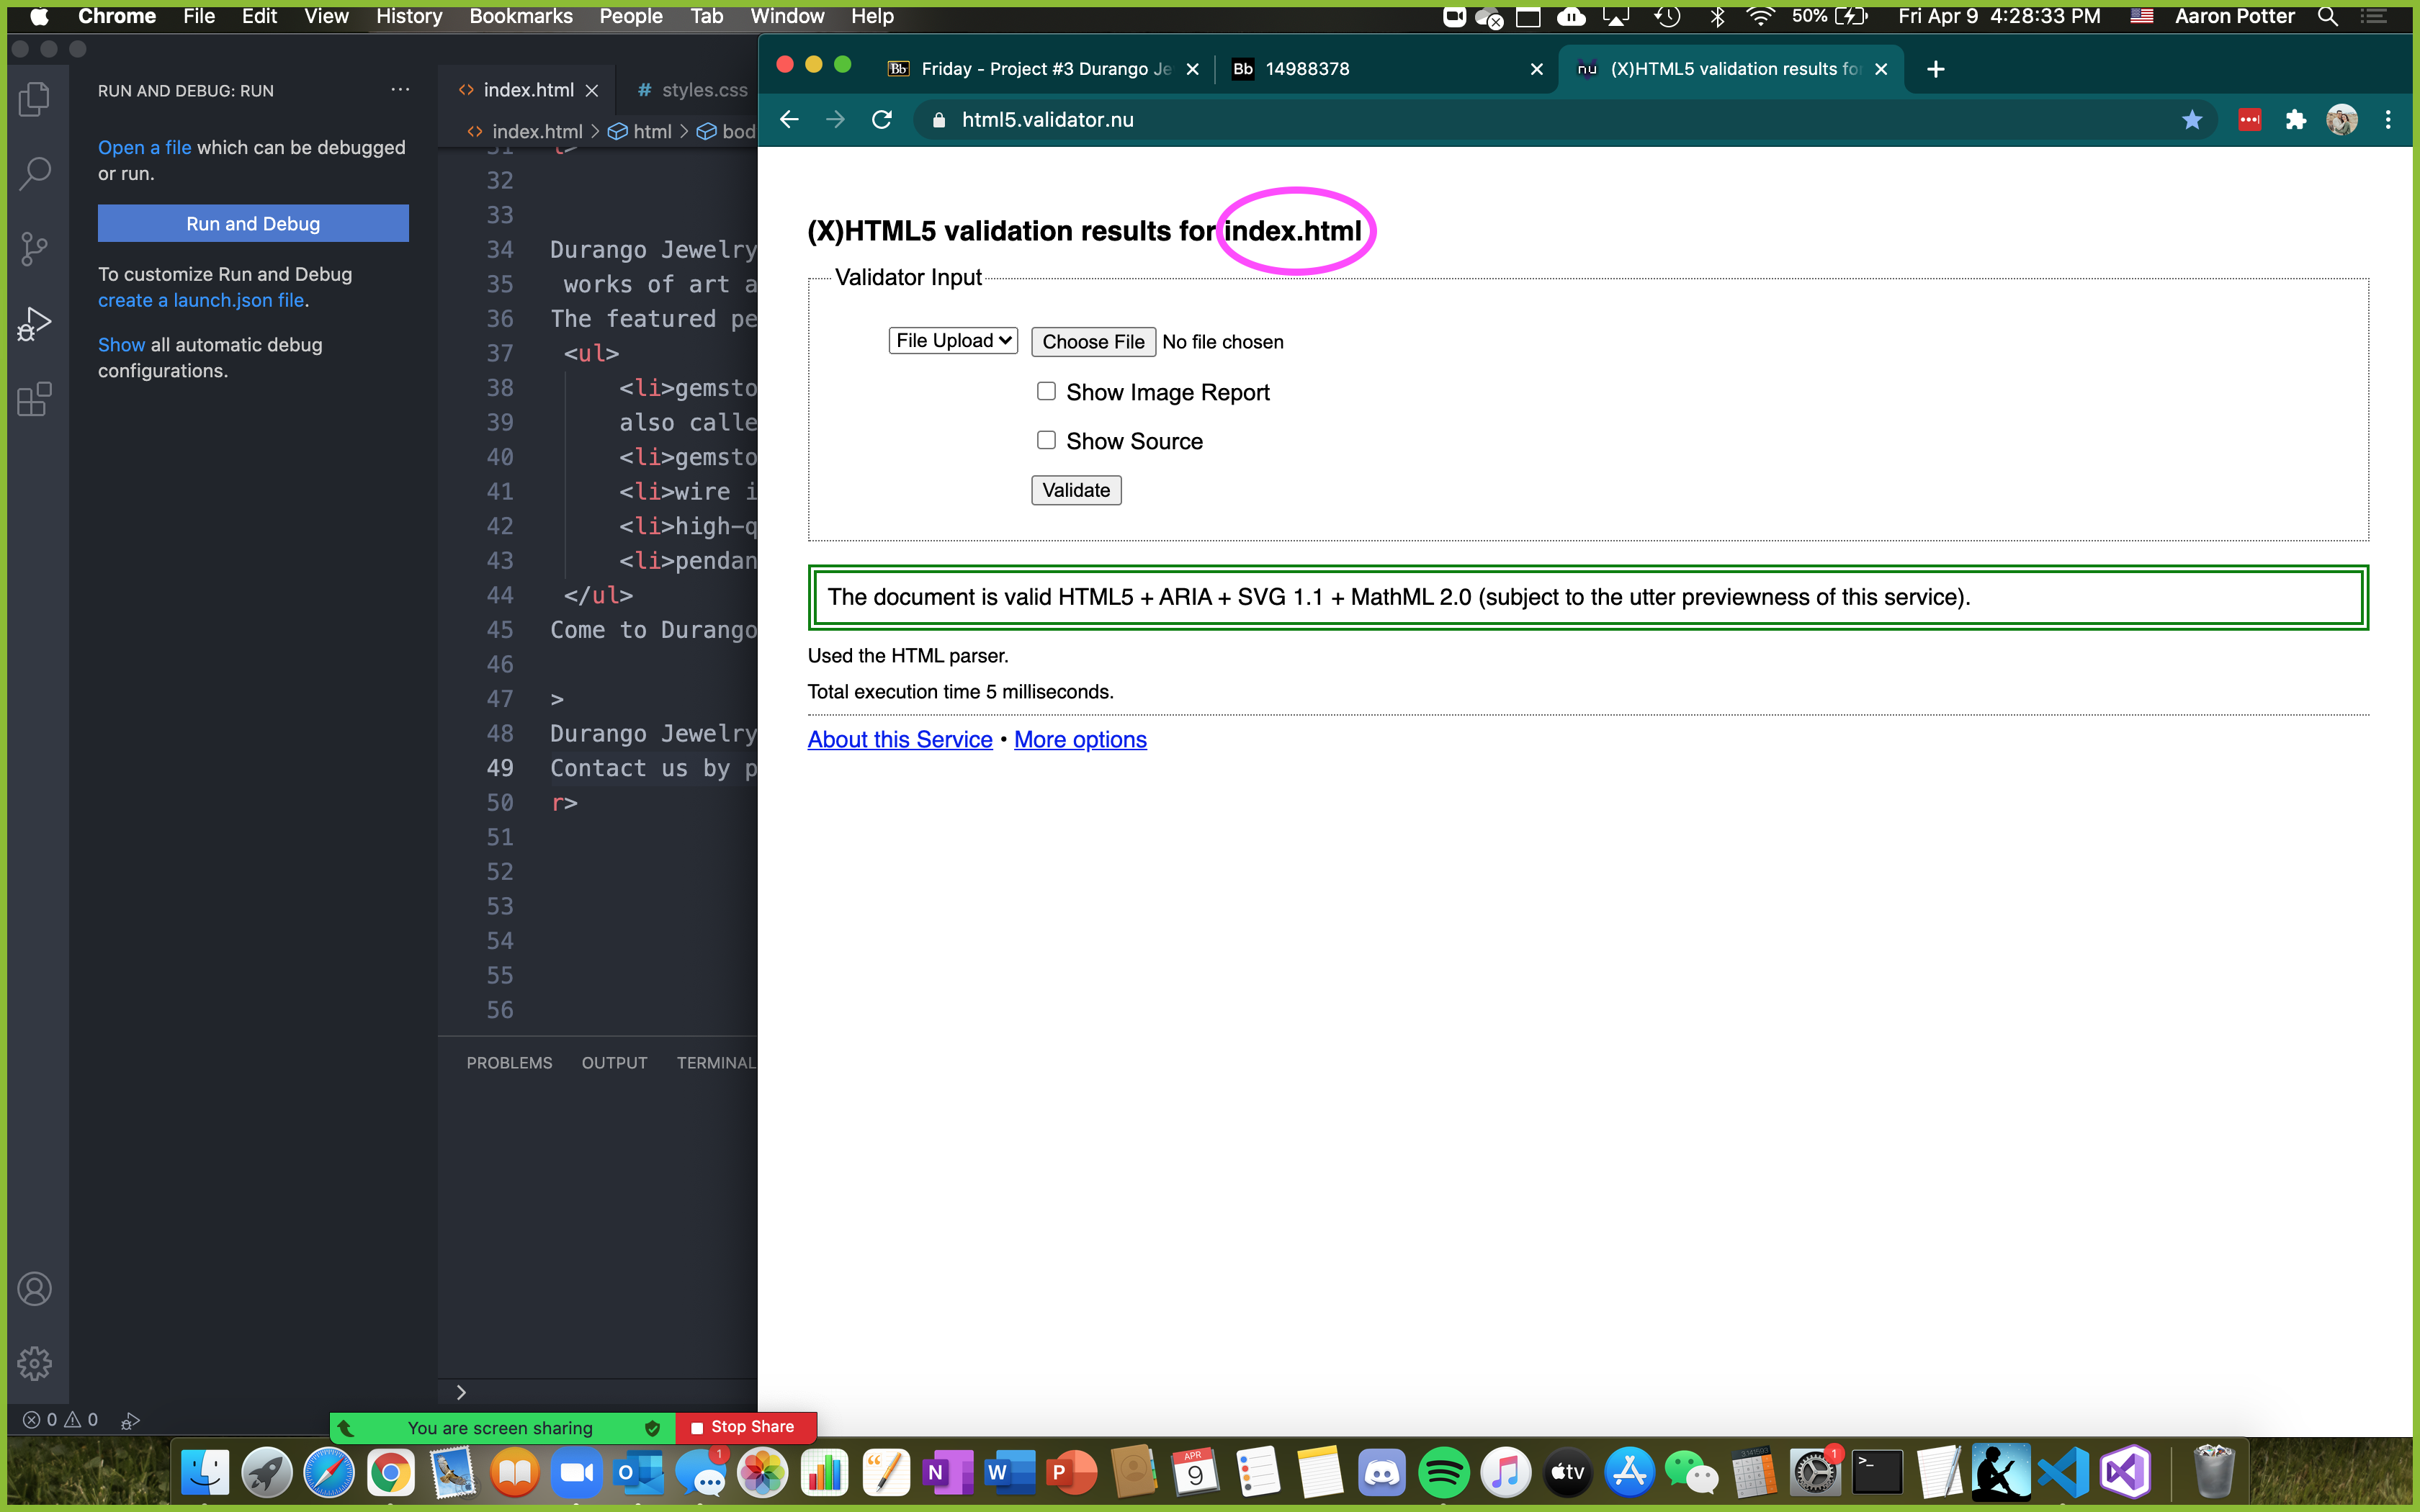 Chrome File Edit View History Bookmarks People Tab Window Help
50% Fri Apr 9 4:28:33 PM Aaron Potter
RUN AND DEBUG: RUN ...
Open a file which can be debugged
or run.
Run and Debug
To customize Run and Debug
create a launch.json file.
Show all automatic debug
configurations.
<> index.html # styles.css
<> index.html > html > bod
32
33
34 Durango Jewelry
35 works of art a
36 The featured pe
37 <ul>
38 <li>gemsto
39 also calle
40 <li>gemsto
41 <li>wire i
42 <li>high-q
43 <li>pendan
44 </ul>
45 Come to Durango
46
47 >
48 Durango Jewelry
49 Contact us by p
50 r>
51
52
53
54
55
56
PROBLEMS OUTPUT TERMINAL
>
0 0
Bb Friday - Project #3 Durango Je
Bb 14988378
nu (X)HTML5 validation results fo
html5.validator.nu
(X)HTML5 validation results for index.html
Validator Input
File Upload Choose File No file chosen
Show Image Report
Show Source
Validate
The document is valid HTML5 + ARIA + SVG 1.1 + MathML 2.0 (subject to the utter previewness of this service).
Used the HTML parser.
Total execution time 5 milliseconds.
About this Service • More options
You are screen sharing Stop Share
O 1 N W P APR 9 tv 1 >_